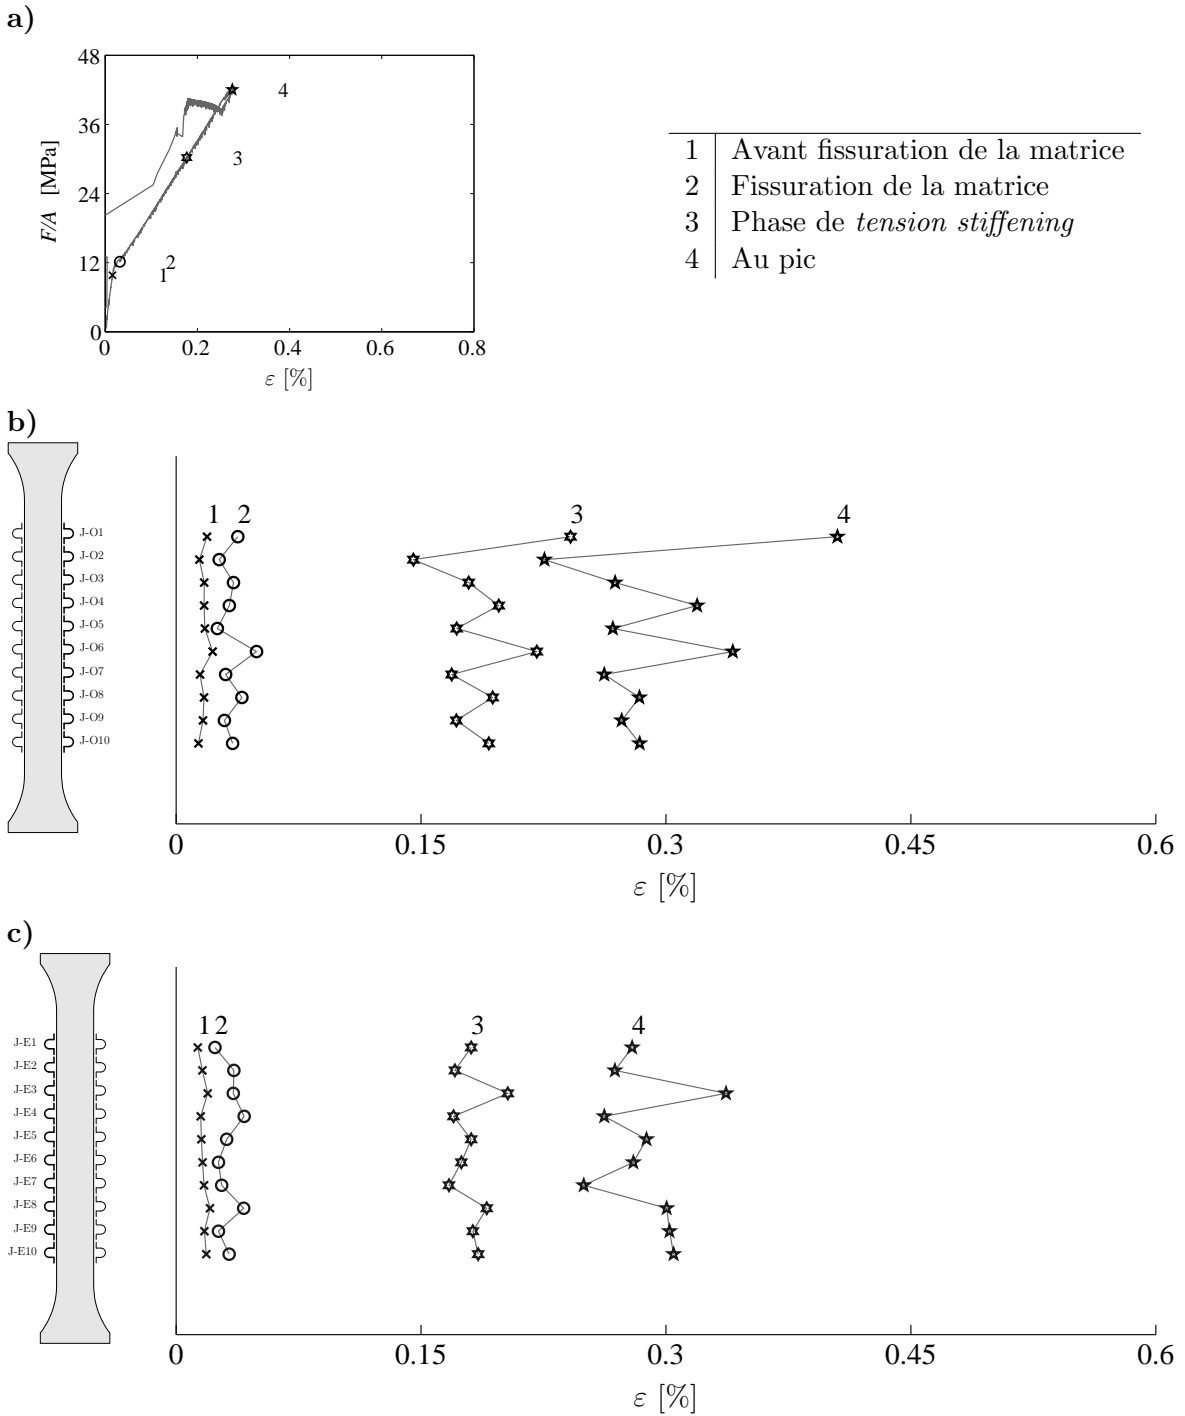 a)
48
36
24
12
0
F/A [MPa]
0
0.2
0.4
0.6
0.8
ε [%]
1
2
3
4
1 Avant fissuration de la matrice
2 Fissuration de la matrice
3 Phase de tension stiffening
4 Au pic
b)
J-O1
J-O2
J-O3
J-O4
J-O5
J-O6
J-O7
J-O8
J-O9
J-O10
1
2
3
4
0
0.15
0.3
0.45
0.6
ε [%]
c)
J-E1
J-E2
J-E3
J-E4
J-E5
J-E6
J-E7
J-E8
J-E9
J-E10
1
2
3
4
0
0.15
0.3
0.45
0.6
ε [%]